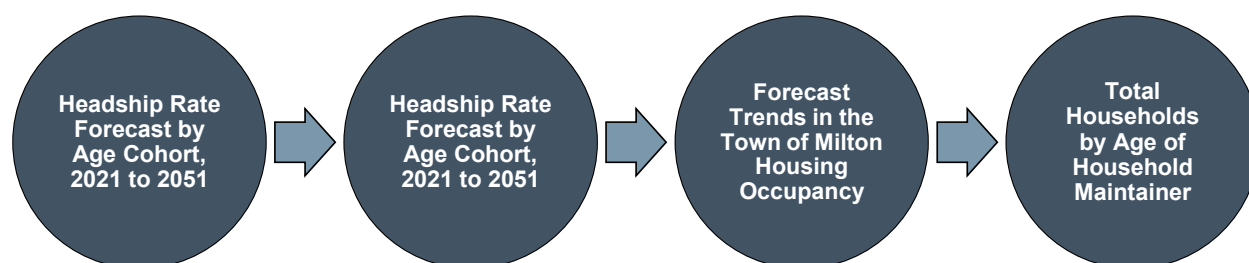 Headship Rate
Forecast by
Age Cohort,
2021 to 2051
Headship Rate
Forecast by
Age Cohort,
2021 to 2051
Forecast
Trends in the
Town of Milton
Housing
Occupancy
Total
Households
by Age of
Household
Maintainer